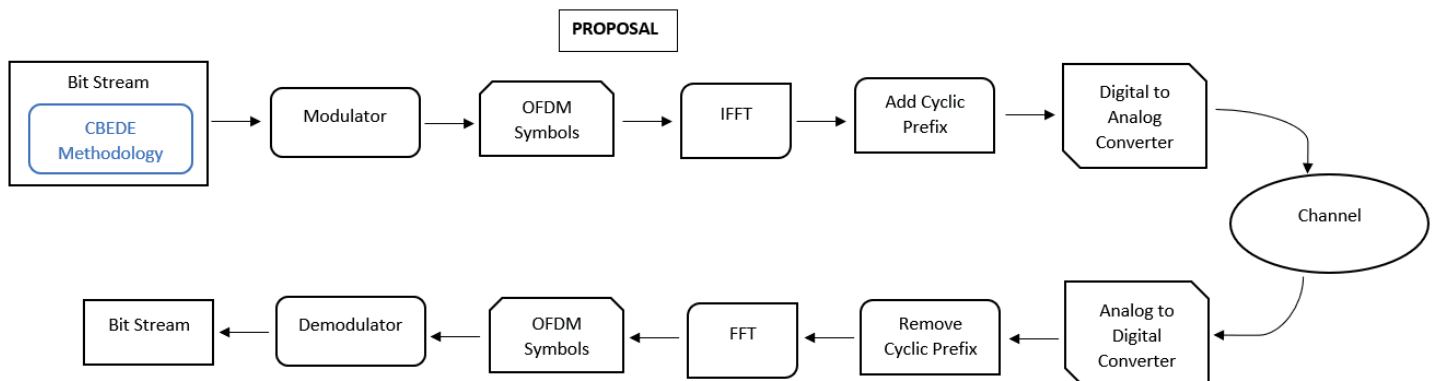 PROPOSAL
Bit Stream
CBEDE
Methodology
Modulator
OFDM
Symbols
IFFT
Add Cyclic
Prefix
Digital to
Analog
Converter
Channel
Bit Stream
Demodulator
OFDM
Symbols
FFT
Remove
Cyclic Prefix
Analog to
Digital
Converter